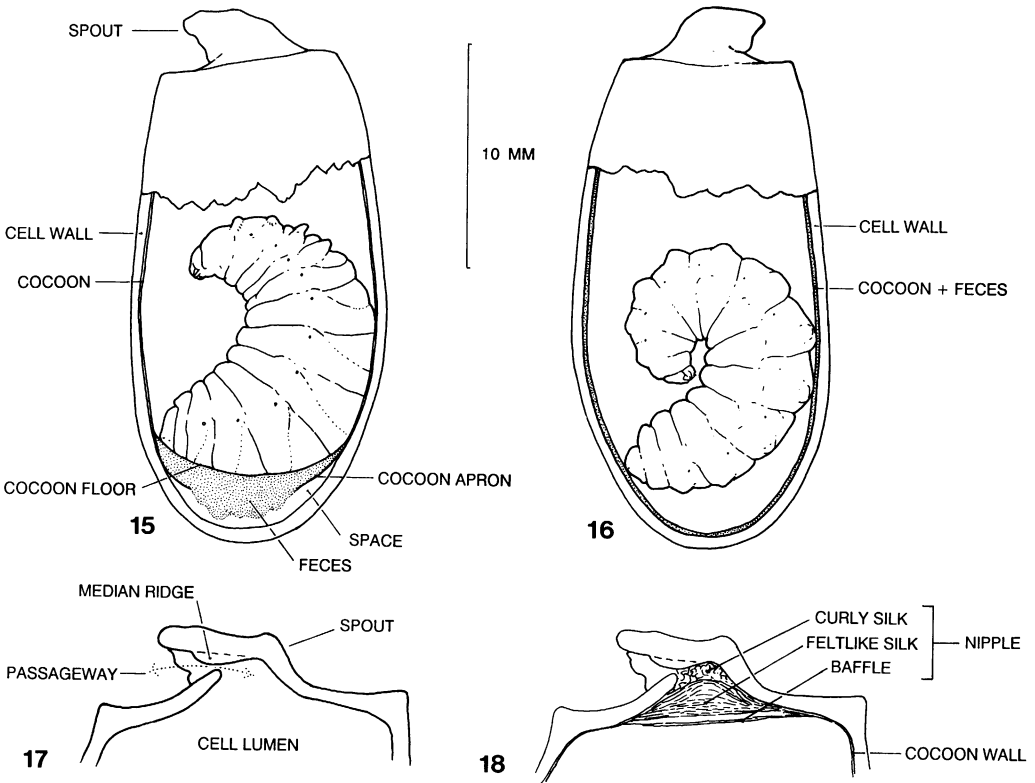 SPOUT
10 MM
CELL WALL
COCOON
COCOON FLOOR
15
COCOON APRON
SPACE
FECES
CELL WALL
COCOON + FECES
16
MEDIAN RIDGE
SPOUT
PASSAGEWAY
CELL LUMEN
17
CURLY SILK
FELTLIKE SILK
NIPPLE
BAFFLE
18
COCOON WALL